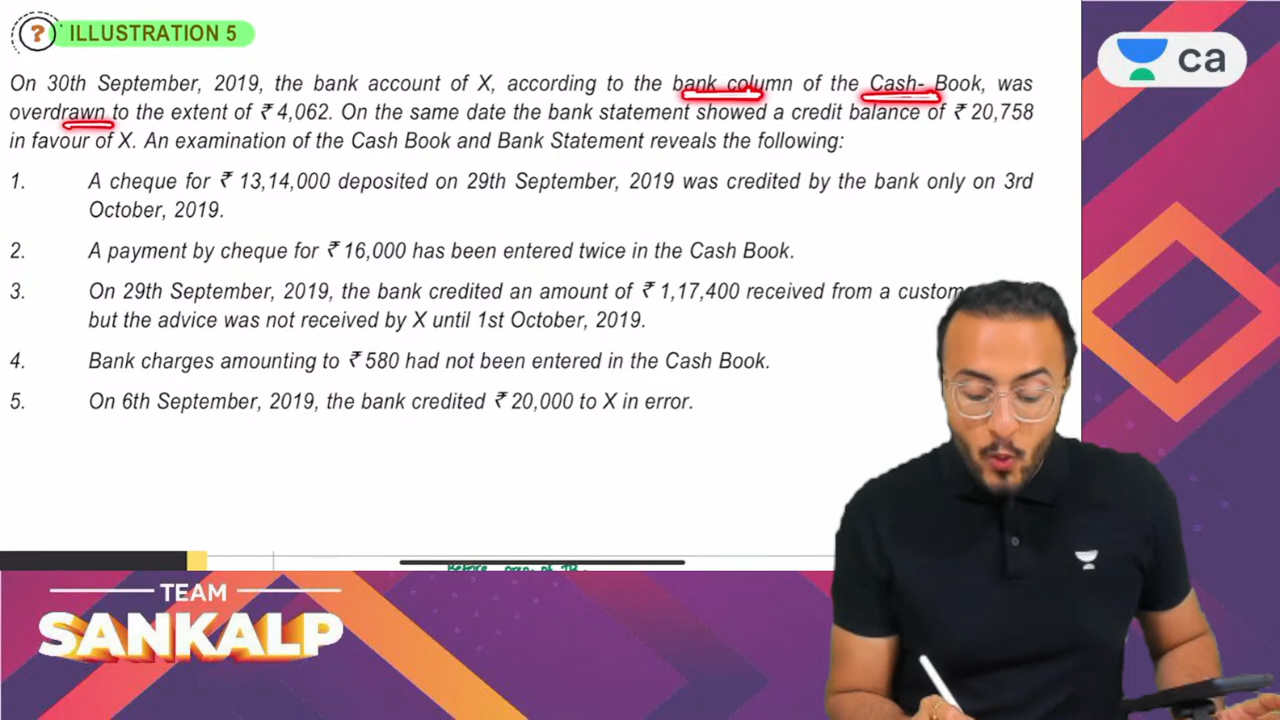 ? ILLUSTRATION 5
ca
On 30th September, 2019, the bank account of X, according to the bank column of the Cash- Book, was
overdrawn to the extent of ₹ 4,062. On the same date the bank statement showed a credit balance of ₹ 20,758
in favour of X. An examination of the Cash Book and Bank Statement reveals the following:
1. A cheque for ₹ 13,14,000 deposited on 29th September, 2019 was credited by the bank only on 3rd
October, 2019.
2. A payment by cheque for ₹ 16,000 has been entered twice in the Cash Book.
3. On 29th September, 2019, the bank credited an amount of ₹ 1,17,400 received from a custome
but the advice was not received by X until 1st October, 2019.
4. Bank charges amounting to ₹ 580 had not been entered in the Cash Book.
5. On 6th September, 2019, the bank credited ₹ 20,000 to X in error.
TEAM
SANKALP